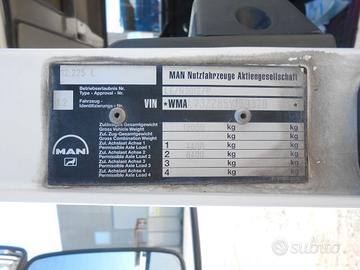 12.225 L
MAN Nutzfahrzeuge Aktiengesellschaft
Betriebserlaubnis Nr.
Type - Approval Nr.
Fahrzeug -
Identifizierungs - Nr.
VIN *WMA
Zulässiges Gesamtgewicht
Gross Vehicle Weight
kg
Zul. Zug-Gesamtgewicht
Gross Combination Weight
kg
Zul. Achslast Achse 1
Permissible Axle Load 1
1 4400 kg
Zul. Achslast Achse 2
Permissible Axle Load 2
2 kg
Zul. Achslast Achse 3
Permissible Axle Load 3
3 kg
Zul. Achslast Achse 4
Permissible Axle Load 4
4 kg
MAN
subito